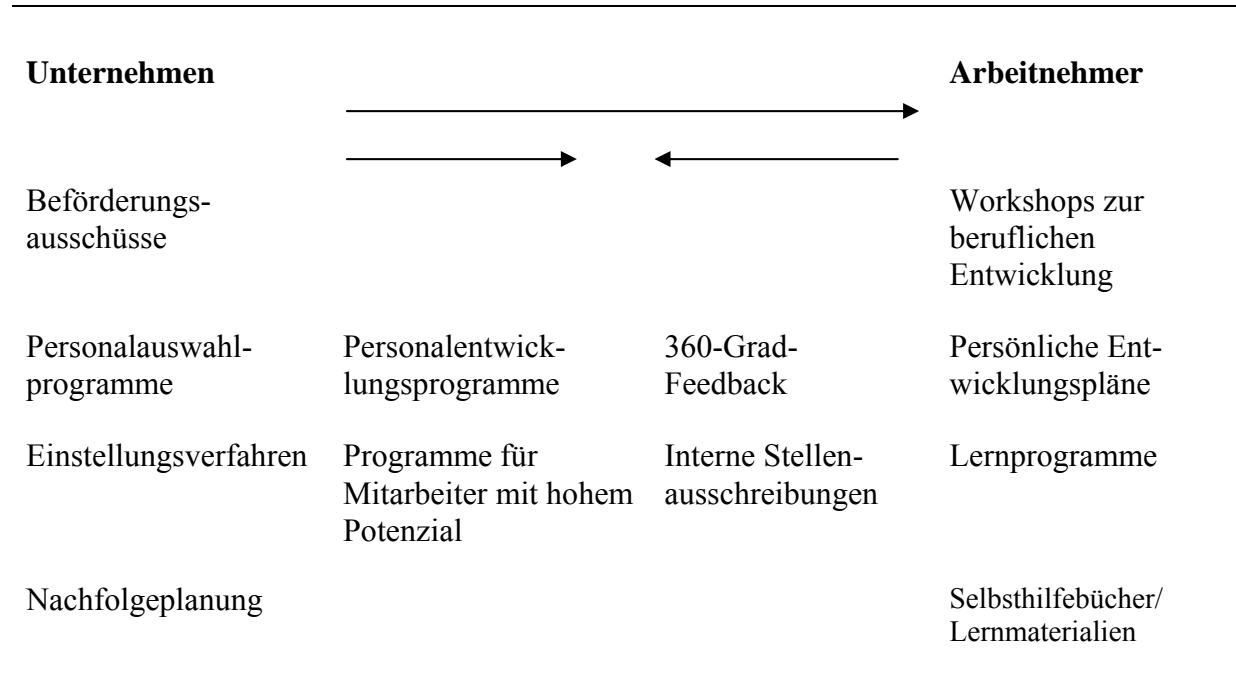 Unternehmen Arbeitnehmer
Beförderungs- Workshops zur
ausschüsse beruflichen
Entwicklung
Personalauswahl- Personalentwick- 360-Grad- Persönliche Ent-
programme lungsprogramme Feedback wicklungspläne
Einstellungsverfahren Programme für Interne Stellen- Lernprogramme
Mitarbeiter mit hohem ausschreibungen
Potenzial
Nachfolgeplanung Selbsthilfebücher/
Lernmaterialien